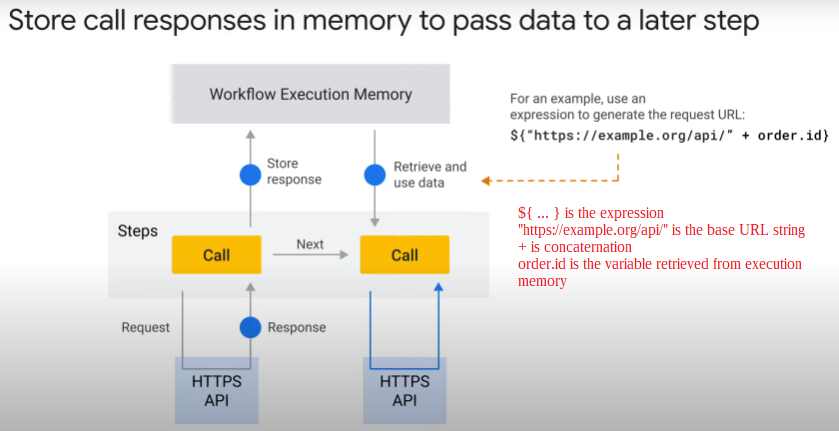 Store call responses in memory to pass data to a later step
Workflow Execution Memory
For an example, use an
expression to generate the request URL:
${"https://example.org/api/" + order.id}
Store
response
Retrieve and
use data
Steps
Call
Next
Call
${ ... } is the expression
"https://example.org/api/" is the base URL string
+ is concaternation
order.id is the variable retrieved from execution
memory
Request
Response
HTTPS
API
HTTPS
API